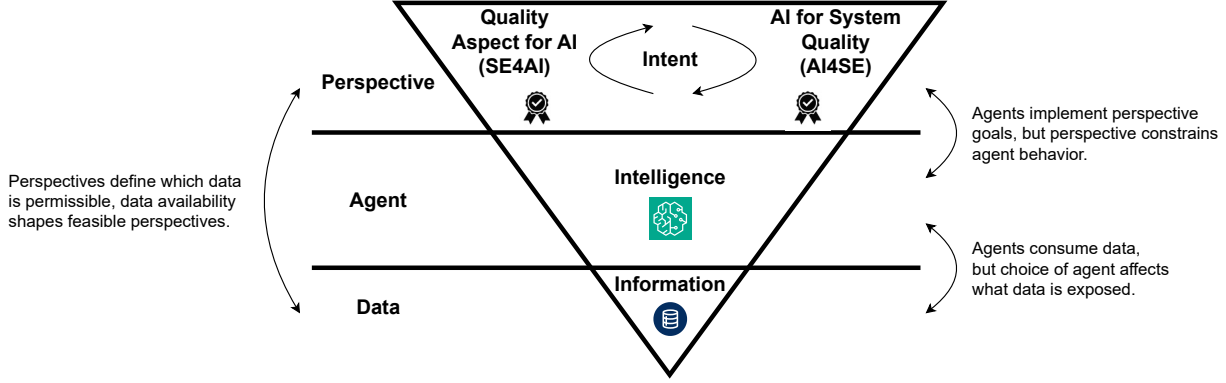 Quality
Aspect for AI
(SE4AI)
Intent
AI for System
Quality
(AI4SE)
Perspective
Agents implement perspective
goals, but perspective constrains
agent behavior.
Perspectives define which data
is permissible, data availability
shapes feasible perspectives.
Agent
Intelligence
Agents consume data,
but choice of agent affects
what data is exposed.
Data
Information